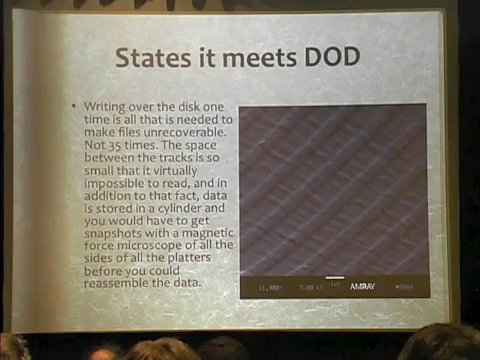 States it meets DOD
• Writing over the disk one
time is all that is needed to
make files unrecoverable.
Not 35 times. The space
between the tracks is so
small that it virtually
impossible to read, and in
addition to that fact, data
is stored in a cylinder and
you would have to get
snapshots with a magnetic
force microscope of all the
sides of all the platters
before you could
reassemble the data.
AMRAY